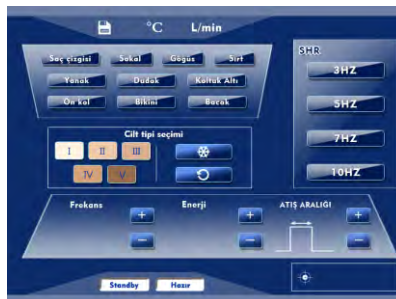 °C L/min
Saç çizgisi Sakal Göğüs Sırt
Yanak Dudak Koltuk Altı
Ön kol Bikini Bacak
SHR
3HZ
5HZ
7HZ
10HZ
Cilt tipi seçimi
I II III
IV V
Frekans Enerji ATIŞ ARALIĞI
+ + +
- - -
Standby Hazır